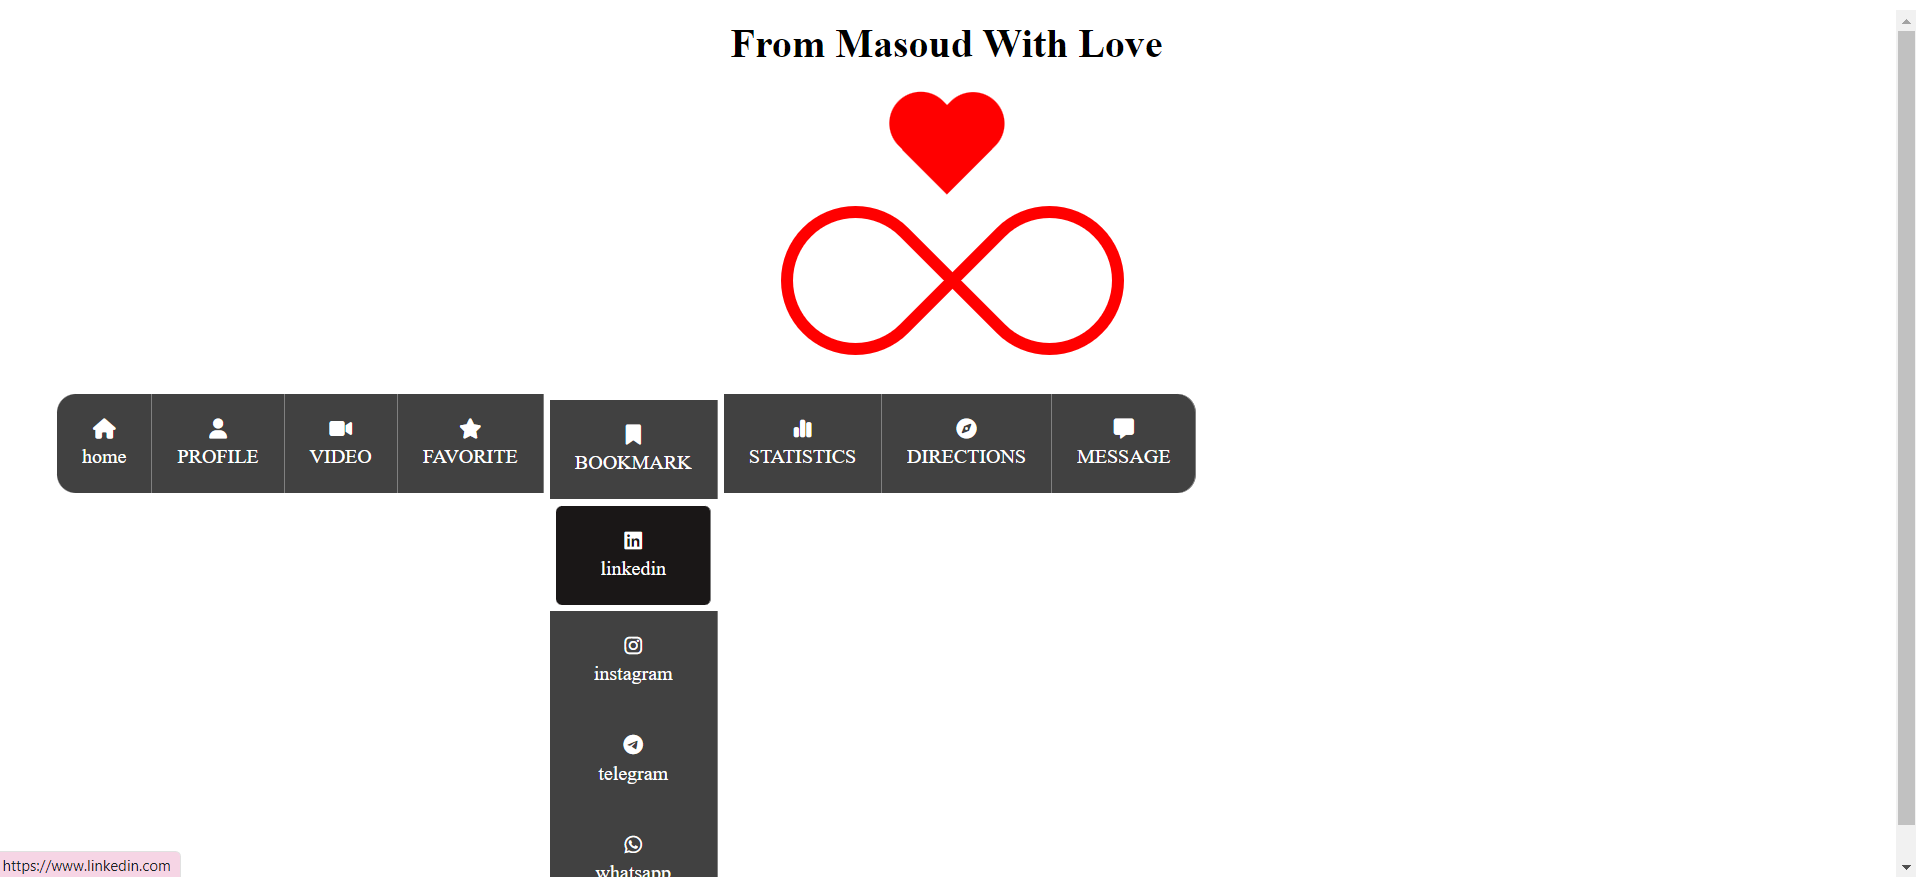 From Masoud With Love
home
PROFILE
VIDEO
FAVORITE
BOOKMARK
STATISTICS
DIRECTIONS
MESSAGE
linkedin
instagram
telegram
whatsapp
https://www.linkedin.com